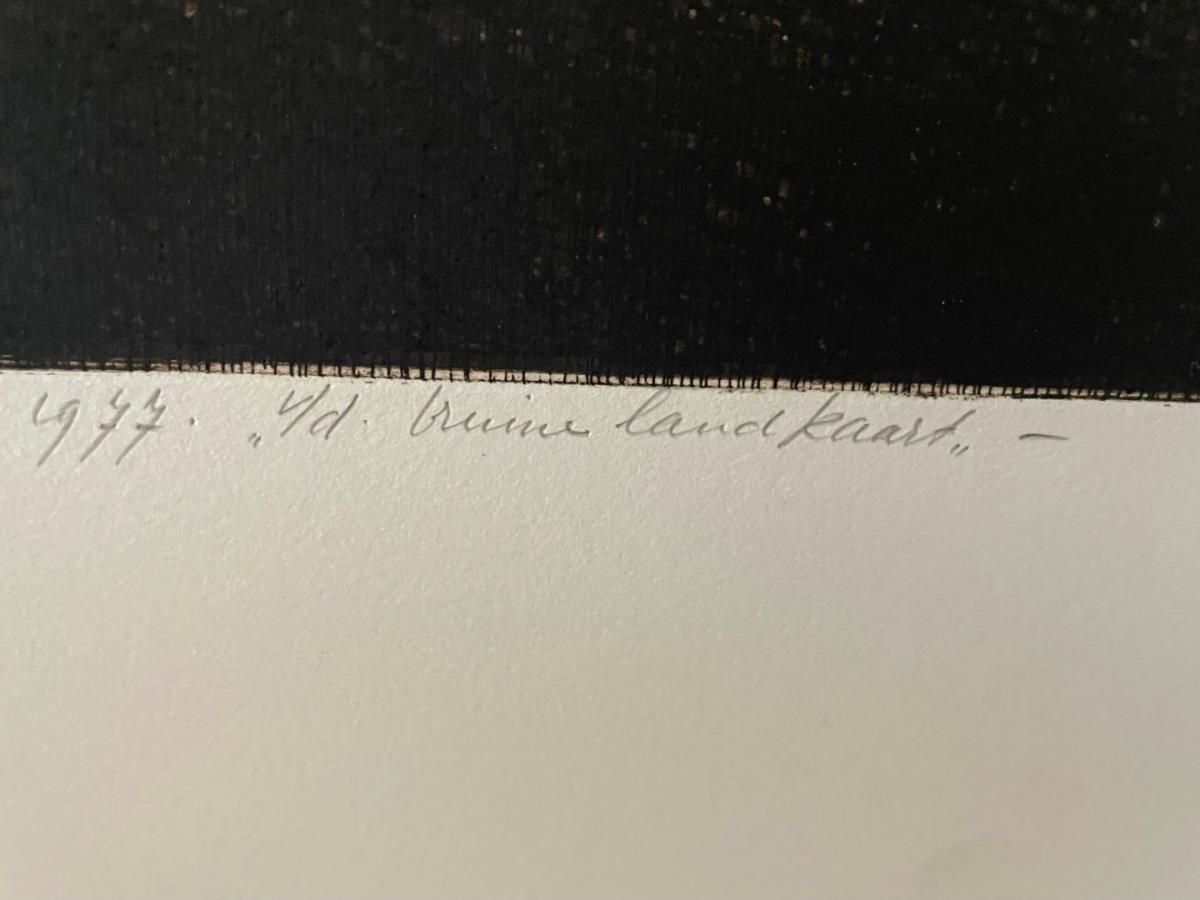 1977. „v/d. bruine landkaart„ —